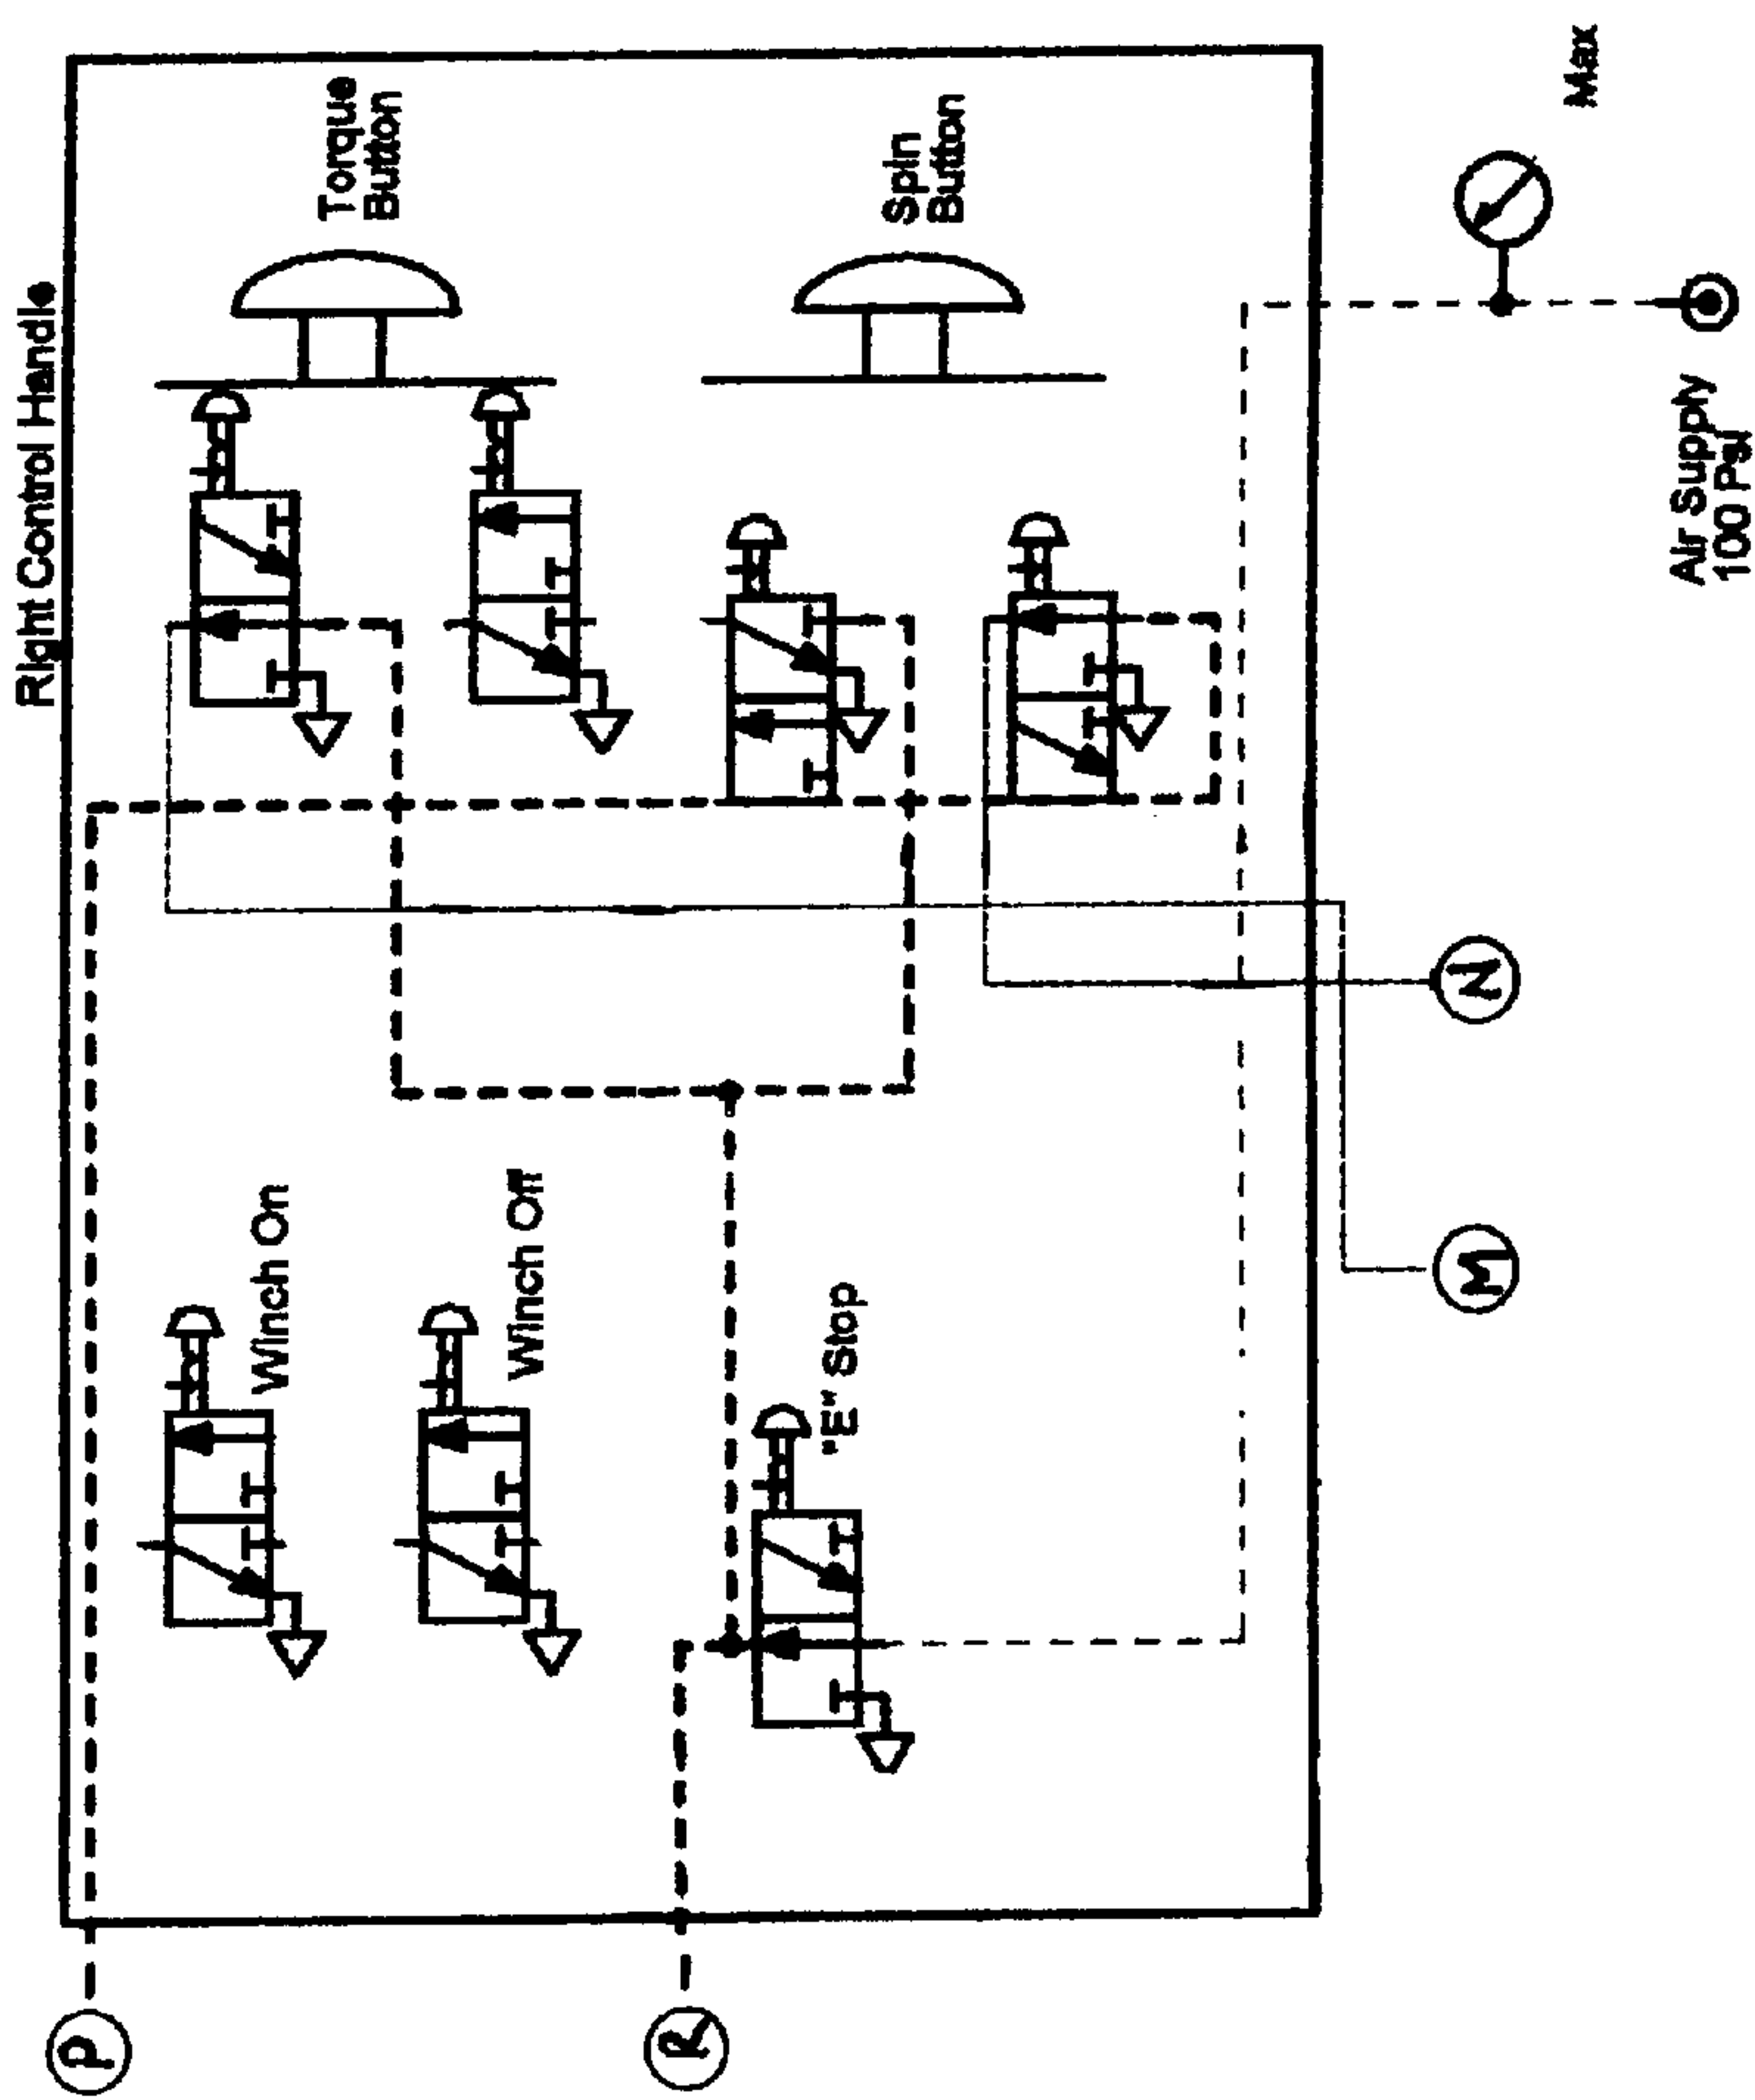 Right Control Handle
Torque
Button
Spin
Button
Max
Air Supply
100 Psi
Winch On
Winch Off
"E" Stop
N
M
P
R